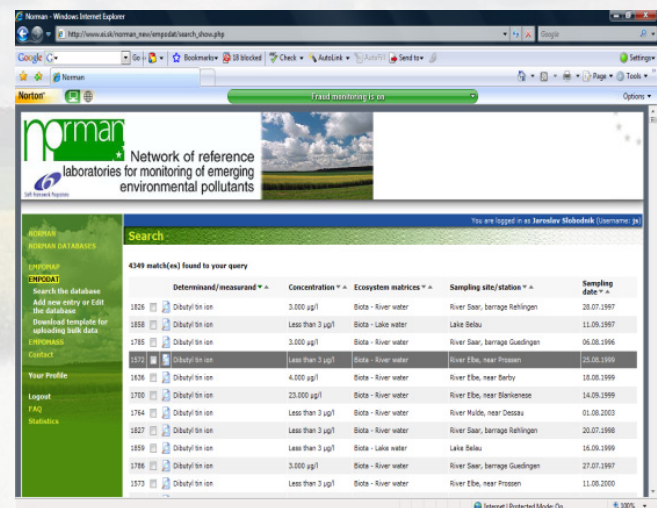 Norman - Windows Internet Explorer
http://www.ei.sk/norman_new/empodat/search_show.php
Google
Google
Go
Bookmarks
18 blocked
Check
AutoLink
AutoFill
Send to
Settings
Norman
Page
Tools
Norton
Fraud monitoring is on
Options
norman
Network of reference
laboratories for monitoring of emerging
environmental pollutants
You are logged in as Jaroslav Slobodnik (Username: js)
NORMAN
NORMAN DATABASES
EMPOMAP
EMPODAT
Search the database
Add new entry or Edit
the database
Download template for
uploading bulk data
EMPOMASS
Contact
Your Profile
Logout
FAQ
Statistics
Search
4349 match(es) found to your query
Determinand/measurand Concentration Ecosystem matrices Sampling site/station Sampling
date
1826 Dibutyl tin ion 3.000 µg/l Biota - River water River Saar, barrage Rehlingen 28.07.1997
1858 Dibutyl tin ion Less than 3 µg/l Biota - Lake water Lake Belau 11.09.1997
1785 Dibutyl tin ion 3.000 µg/l Biota - River water River Saar, barrage Guedingen 06.08.1996
1572 Dibutyl tin ion Less than 3 µg/l Biota - River water River Elbe, near Prossen 25.08.1999
1636 Dibutyl tin ion 4.000 µg/l Biota - River water River Elbe, near Barby 18.08.1999
1700 Dibutyl tin ion 23.000 µg/l Biota - River water River Elbe, near Blankenese 14.09.1999
1764 Dibutyl tin ion Less than 3 µg/l Biota - River water River Mulde, near Dessau 01.08.2003
1827 Dibutyl tin ion Less than 3 µg/l Biota - River water River Saar, barrage Rehlingen 20.07.1998
1859 Dibutyl tin ion Less than 3 µg/l Biota - Lake water Lake Belau 16.09.1999
1786 Dibutyl tin ion 3.000 µg/l Biota - River water River Saar, barrage Guedingen 27.07.1997
1573 Dibutyl tin ion Less than 3 µg/l Biota - River water River Elbe, near Prossen 11.08.2000
Internet | Protected Mode: On
100%